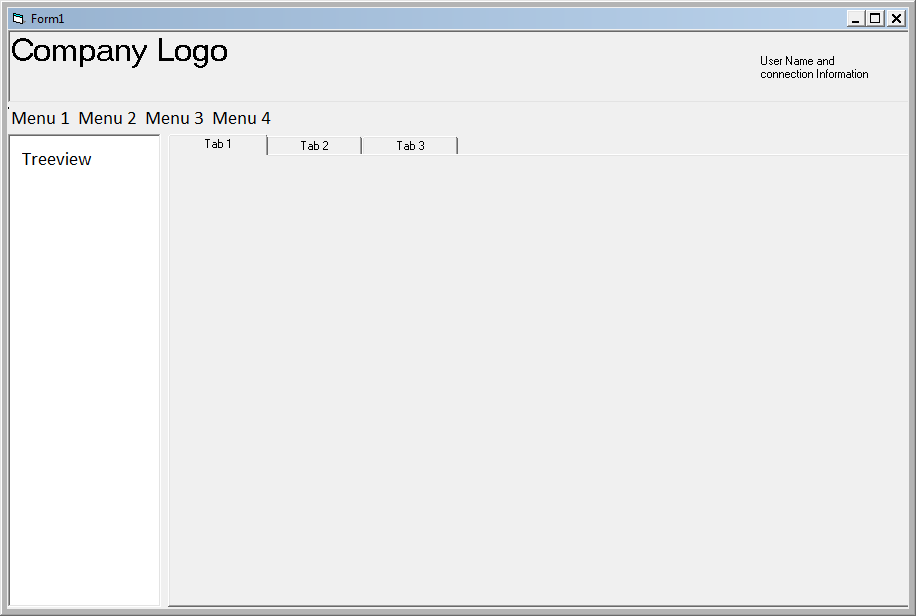 Form1
Company Logo
User Name and
connection Information
Menu 1 Menu 2 Menu 3 Menu 4
Treeview
Tab 1 Tab 2 Tab 3